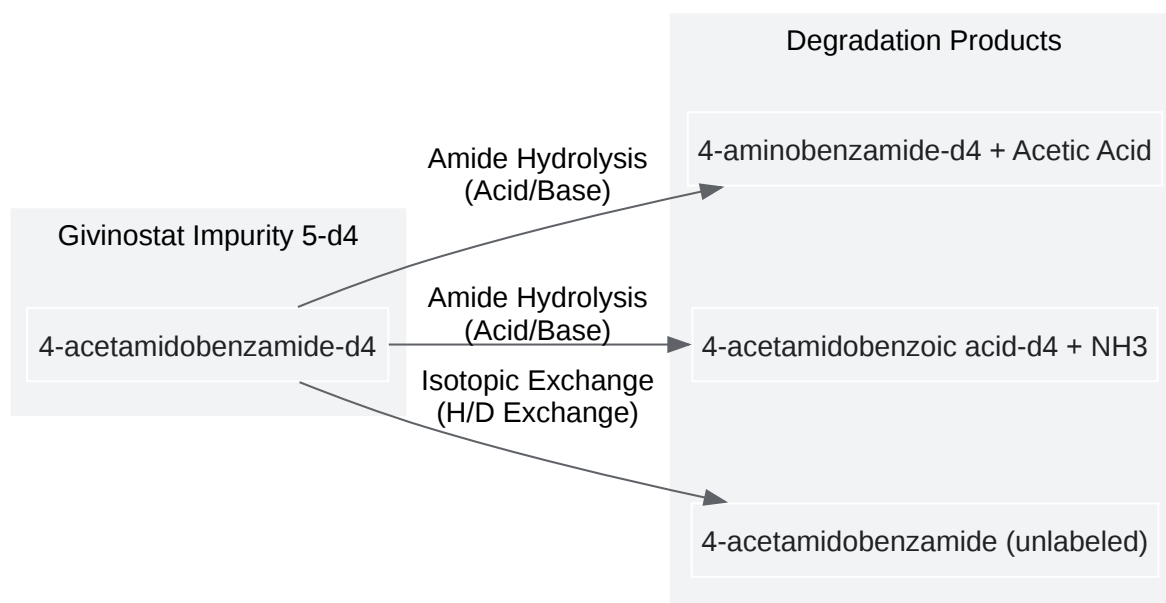 Degradation Products
4-aminobenzamide-d4 + Acetic Acid
Amide Hydrolysis
(Acid/Base)
Givinostat Impurity 5-d4
4-acetamidobenzamide-d4
Amide Hydrolysis
(Acid/Base)
4-acetamidobenzoic acid-d4 + NH3
Isotopic Exchange
(H/D Exchange)
4-acetamidobenzamide (unlabeled)